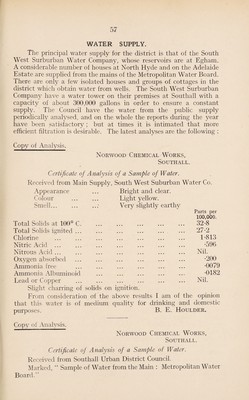 57
WATER SUPPLY.
The principal water supply for the district is that of the South
West Surburban Water Company, whose reservoirs are at Egham.
A considerable number of houses at North Hyde and on the Adelaide
Estate are supplied from the mains of the Metropolitan Water Board.
There are only a few isolated houses and groups of cottages in the
district which obtain water from wells. The South West Surburban
Company have a water tower on their premises at Southall with a
capacity of about 300,000 gallons in order to ensure a constant
supply. The Council have the water from the public supply
periodically analysed, and on the whole the reports during the year
have been satisfactory; but at times it is intimated that more
efficient filtration is desirable. The latest analyses are the following:
Copy of Analysis.
Norwood Chemical Works,
Southall.
Certificate of Analysis of a Sample of Water.
Received from Main Supply, South West Suburban Water Co.
Appearance Bright and clear.
Colour ... ... Light yellow.
Smell... ... ... Very slightly earthy
Parts per
100,000.
Total Solids at 100° C. ... ... ... ... ... 32·8
Total Solids ignited ... ... ... ... ... ... 27·2
Chlorine ... ... ... ... ... ... ... 1·813
Nitric Acid ... ... ... ... ... ... ... ·596
Nitrous Acid ... ... ... ... ... ... ... Nil.
Oxygen absorbed ... ... ... ... ... ... ·200
Ammonia free ... ... ... ... ... ... ·0079
Ammonia Albuminoid ... ... ... ... ... ·0182
Lead or Copper ... ... ... ... ... ... Nil.
Slight charring of solids on ignition.
From consideration of the above results I am of the opinion
that this water is of medium quality for drinking and domestic
purposes. B. E. Houlder.
Copy of Analysis.
Norwood Chemical Works,
Southall.
Certificate of Analysis of a Sample of Water.
Received from Southall Urban District Council.
Marked, "Sample of Water from the Main: Metropolitan Water
Board."